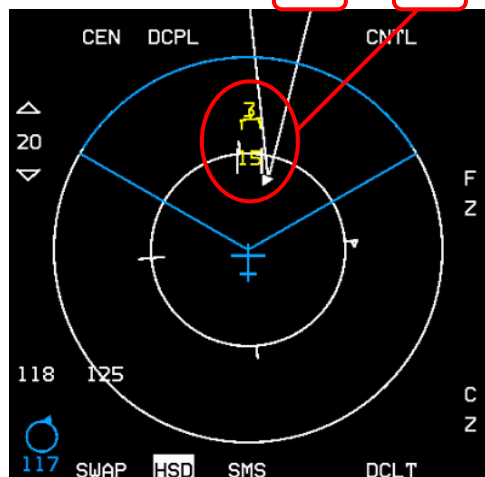 CEN DCPL CNTL
3
20
15
F
Z
118 125
C
Z
117
SWAP HSD SMS DCLT